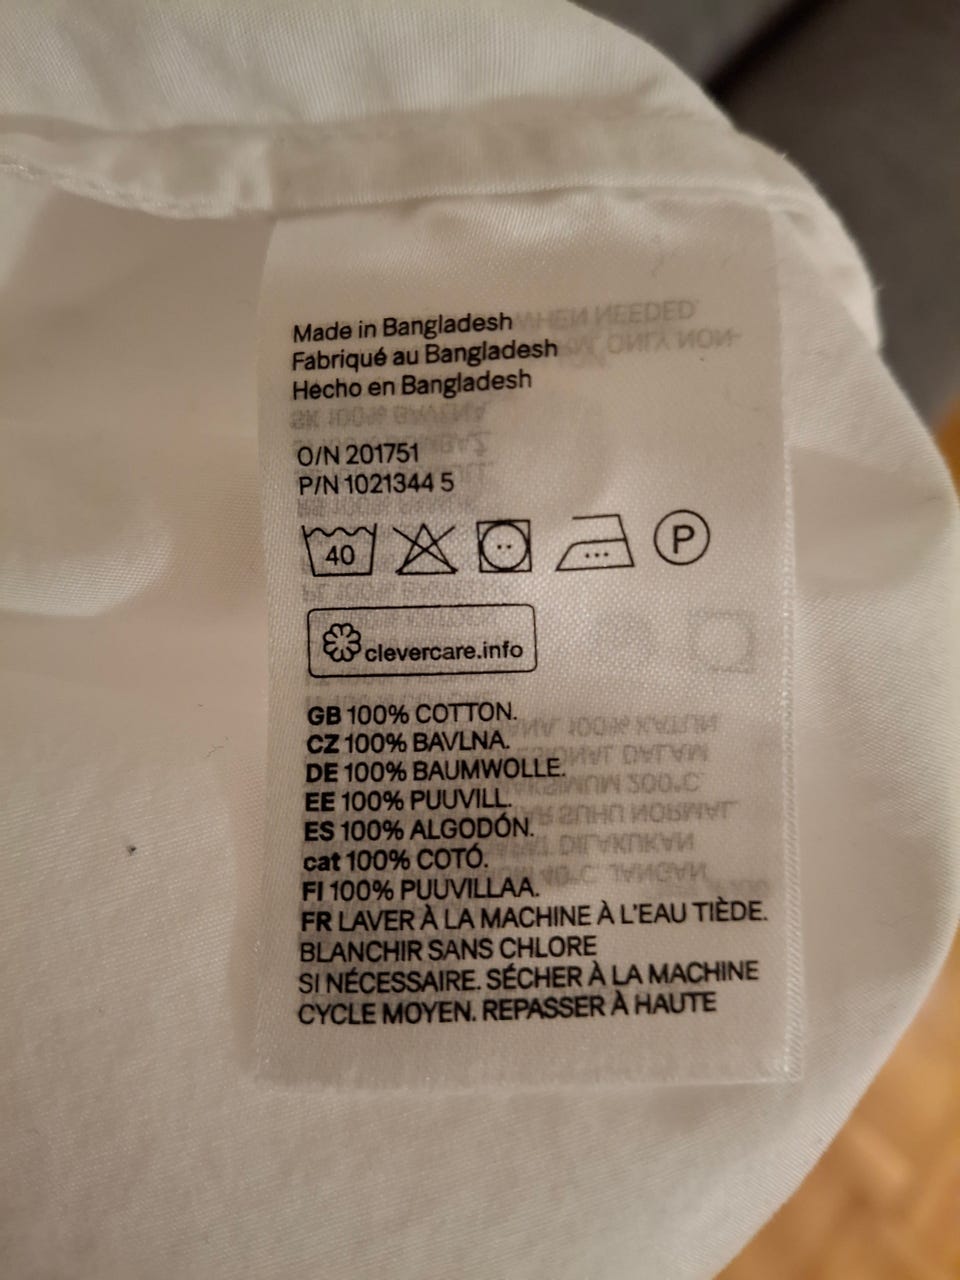 Made in Bangladesh
Fabriqué au Bangladesh
Hecho en Bangladesh
O/N 201751
P/N 1021344 5
40 P
clevercare.info
GB 100% COTTON.
CZ 100% BAVLNA.
DE 100% BAUMWOLLE.
EE 100% PUUVILL.
ES 100% ALGODÓN.
cat 100% COTÓ.
FI 100% PUUVILLAA.
FR LAVER À LA MACHINE À L'EAU TIÈDE.
BLANCHIR SANS CHLORE
SI NÉCESSAIRE. SÉCHER À LA MACHINE
CYCLE MOYEN. REPASSER À HAUTE